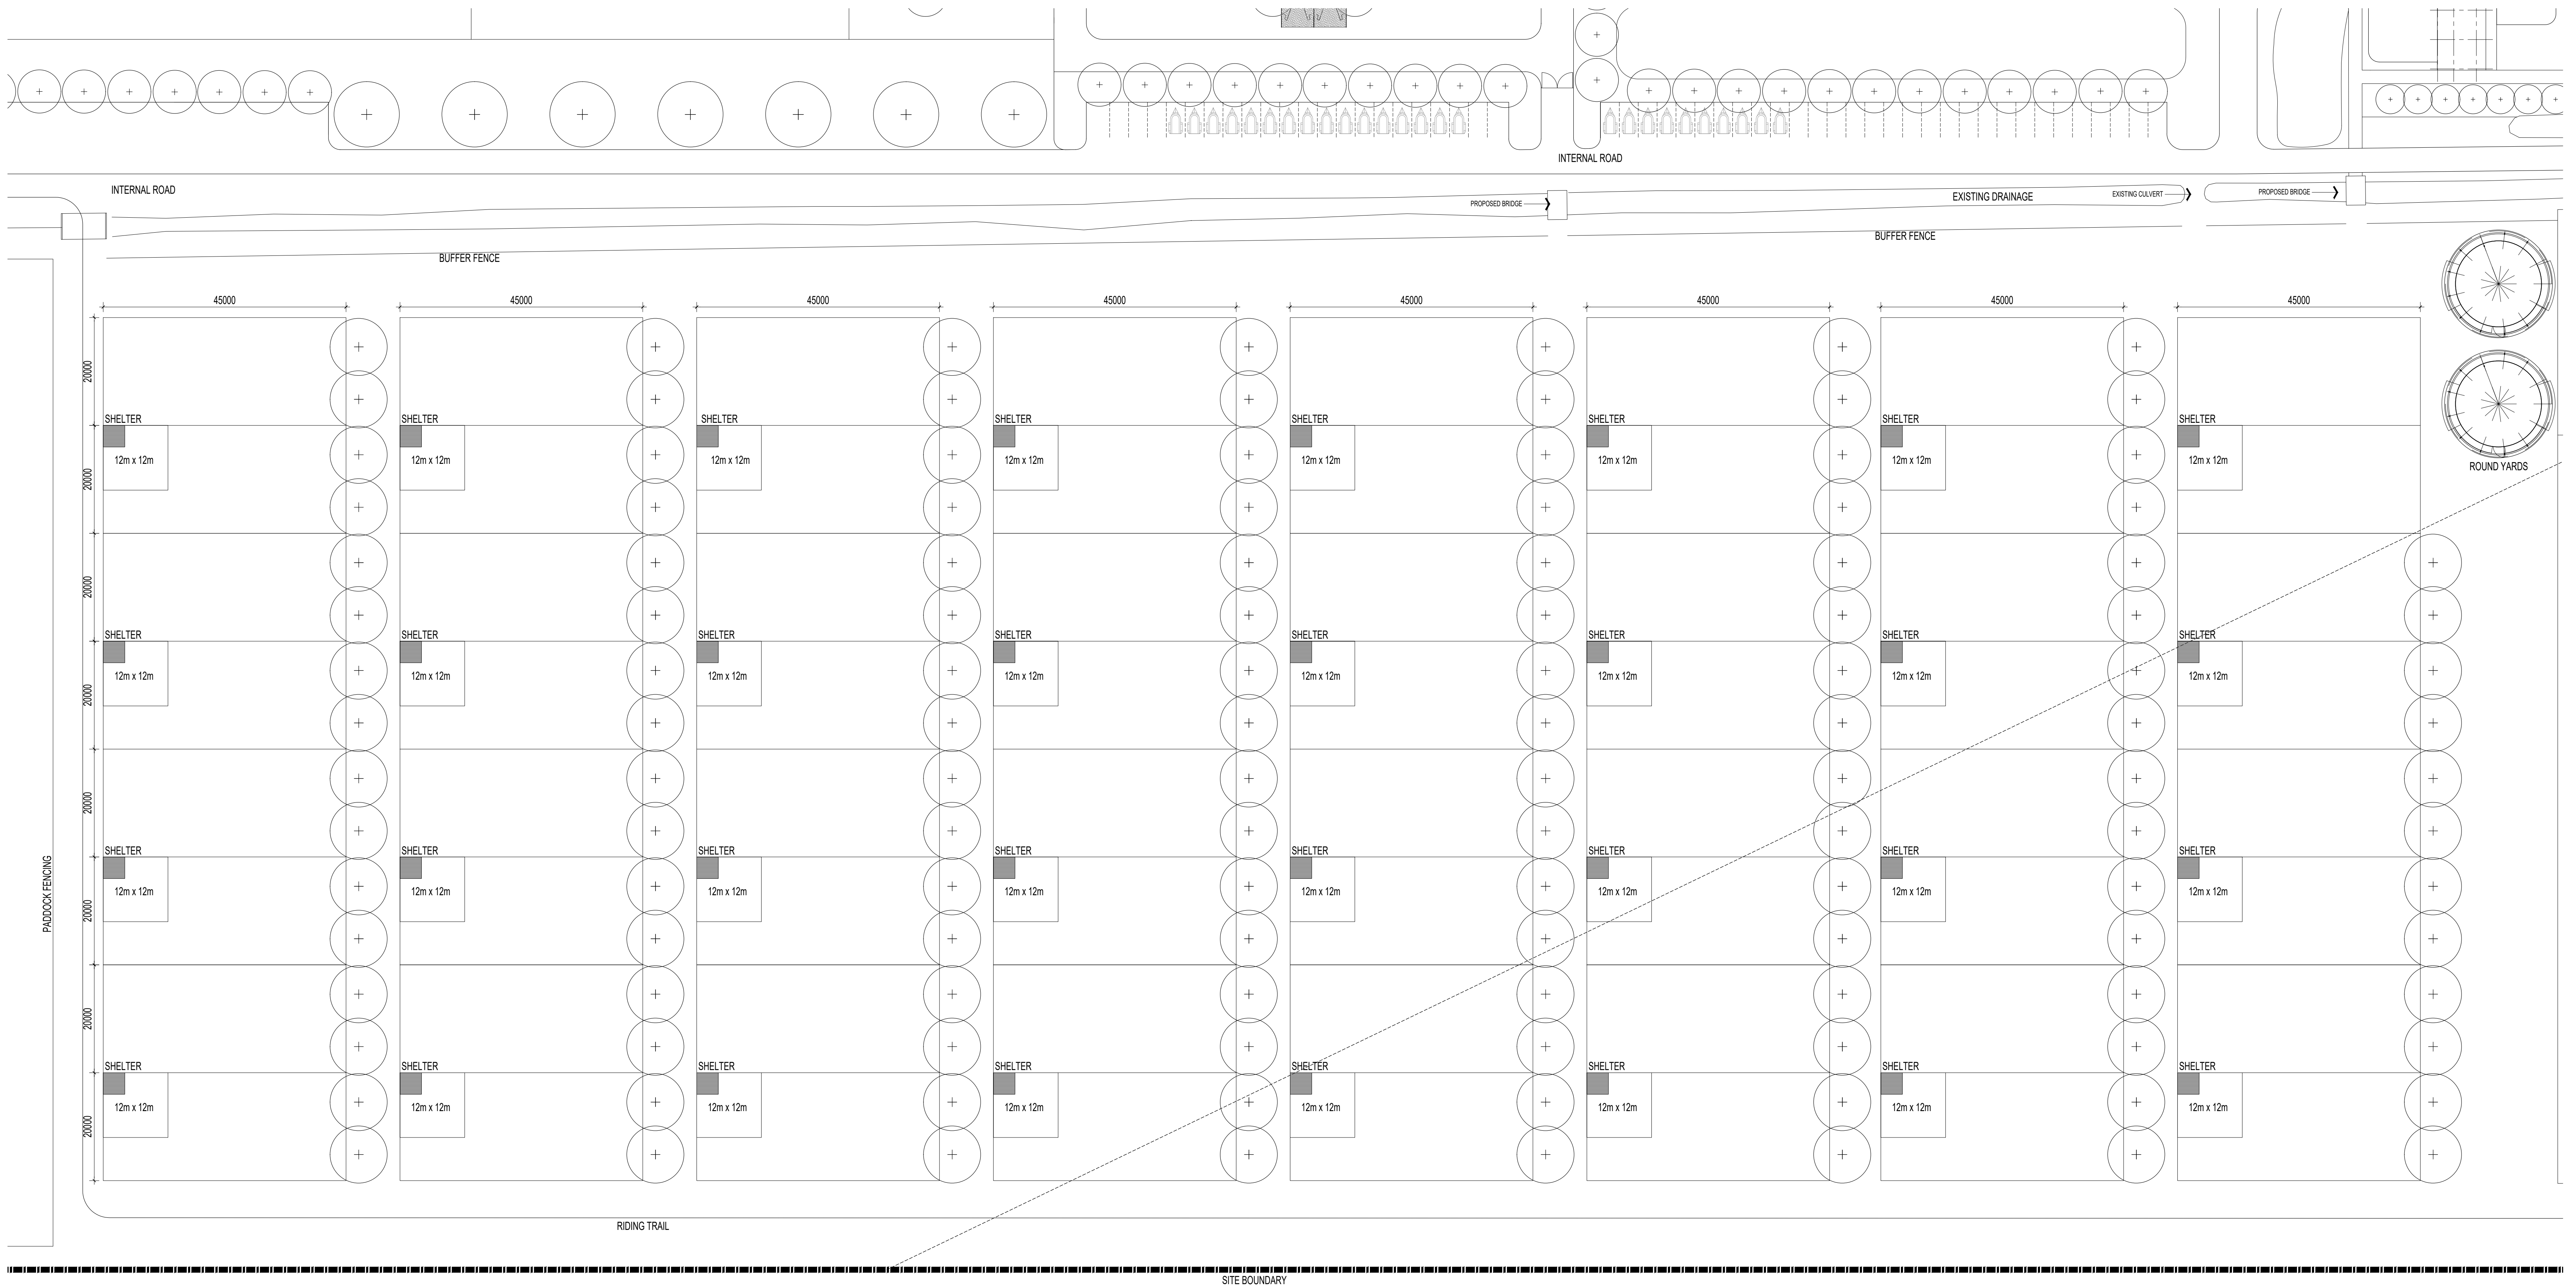 INTERNAL ROAD
INTERNAL ROAD
PROPOSED BRIDGE
EXISTING DRAINAGE
EXISTING CULVERT
PROPOSED BRIDGE
BUFFER FENCE
BUFFER FENCE
45000 45000 45000 45000 45000 45000 45000 45000
20000
SHELTER SHELTER SHELTER SHELTER SHELTER SHELTER SHELTER SHELTER
12m x 12m 12m x 12m 12m x 12m 12m x 12m 12m x 12m 12m x 12m 12m x 12m 12m x 12m
ROUND YARDS
20000
20000
SHELTER SHELTER SHELTER SHELTER SHELTER SHELTER SHELTER SHELTER
12m x 12m 12m x 12m 12m x 12m 12m x 12m 12m x 12m 12m x 12m 12m x 12m 12m x 12m
20000
20000
SHELTER SHELTER SHELTER SHELTER SHELTER SHELTER SHELTER SHELTER
12m x 12m 12m x 12m 12m x 12m 12m x 12m 12m x 12m 12m x 12m 12m x 12m 12m x 12m
PADDOCK FENCING
20000
20000
SHELTER SHELTER SHELTER SHELTER SHELTER SHELTER SHELTER SHELTER
12m x 12m 12m x 12m 12m x 12m 12m x 12m 12m x 12m 12m x 12m 12m x 12m 12m x 12m
20000
RIDING TRAIL
SITE BOUNDARY